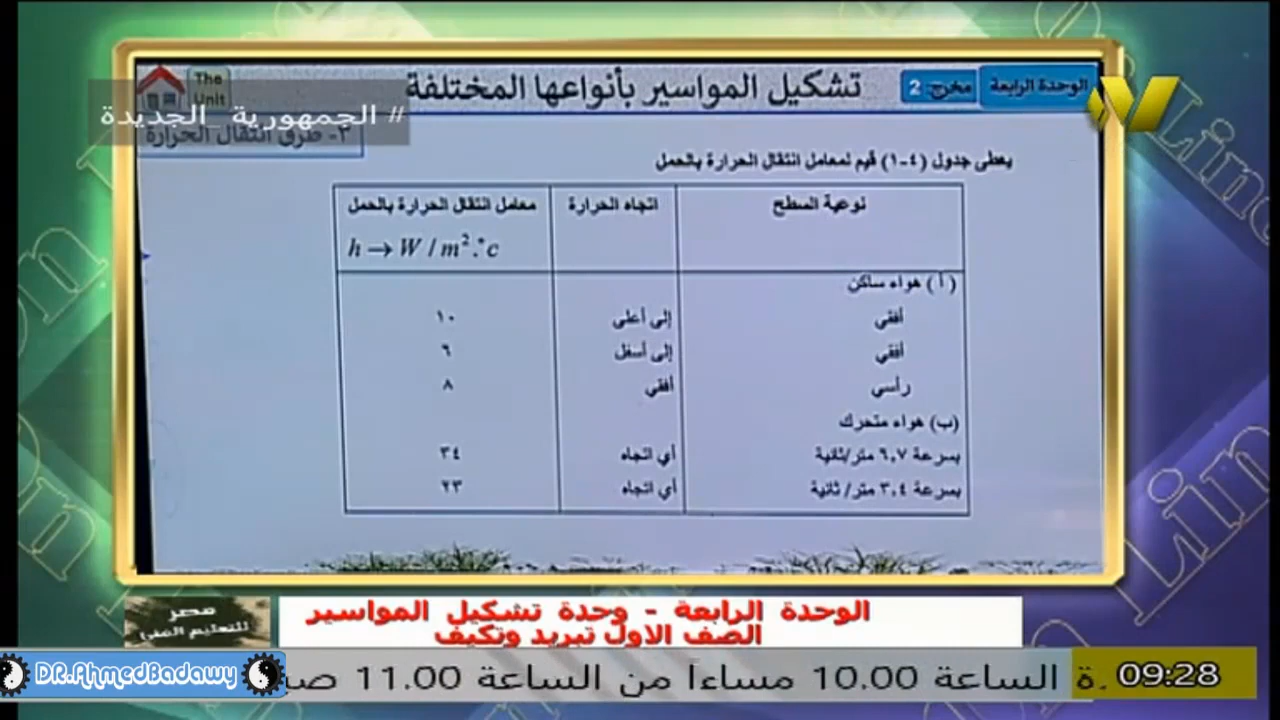 الوحدة الرابعة
مخرج: 2
تشكيل المواسير بأنواعها المختلفة
The
Unit
# الجمهورية _الجديدة
٣- طرق انتقال الحرارة
يعطى جدول (٤-١) قيم لمعامل انتقال الحرارة بالحمل
نوعية السطح اتجاه الحرارة معامل انتقال الحرارة بالحمل
h → W / m².°c
(أ) هواء ساكن
أفقي إلى أعلى ١٠
أفقي إلى أسفل ٦
رأسي أفقي ٨
(ب) هواء متحرك
بسرعة ٦,٧ متر/ثانية أي اتجاه ٣٤
بسرعة ٣,٤ متر/ ثانية أي اتجاه ٢٣
Lino
Lin
on
مصر
للتعليم الفني
الوحدة الرابعة - وحدة تشكيل المواسير
الصف الاول تبريد وتكيف
DR.AhmedBadawy
ة الساعة 10.00 مساءا من الساعة 11.00 ص
09:28